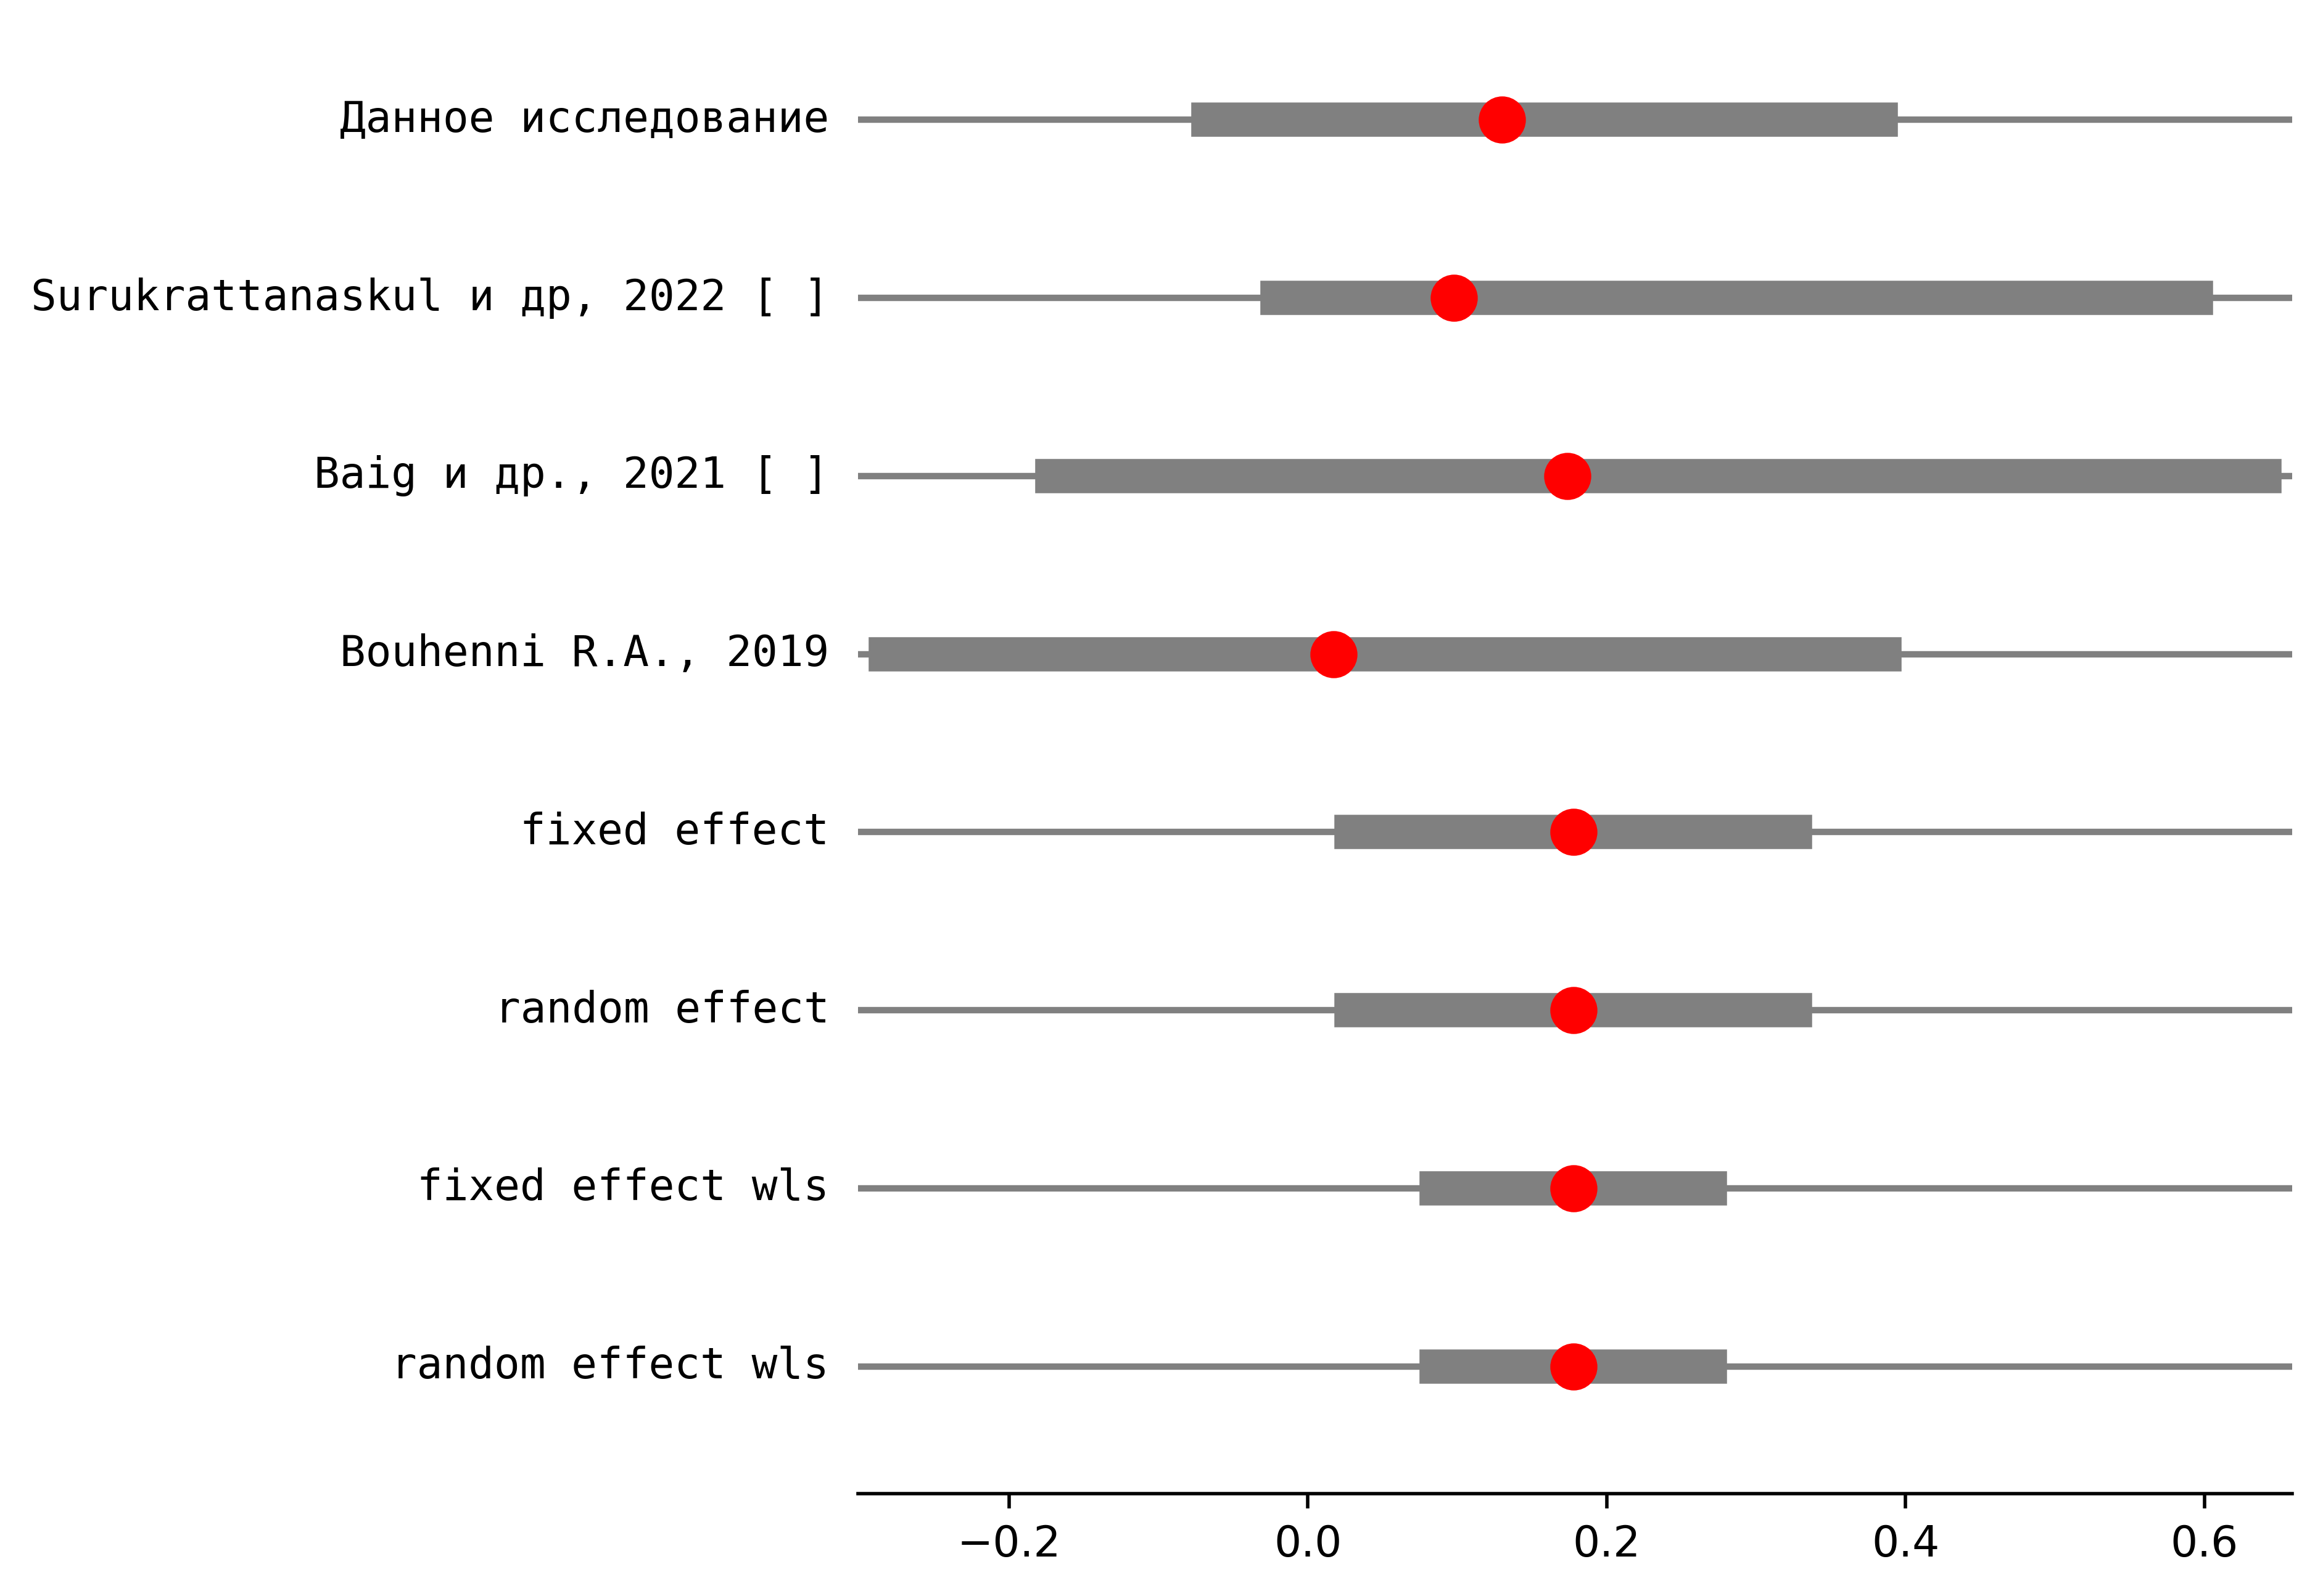 Данное исследование
Surukrattanaskul и др, 2022 [ ]
Baig и др., 2021 [ ]
Bouhenni R.A., 2019
fixed effect
random effect
fixed effect wls
random effect wls
−0.2 0.0 0.2 0.4 0.6